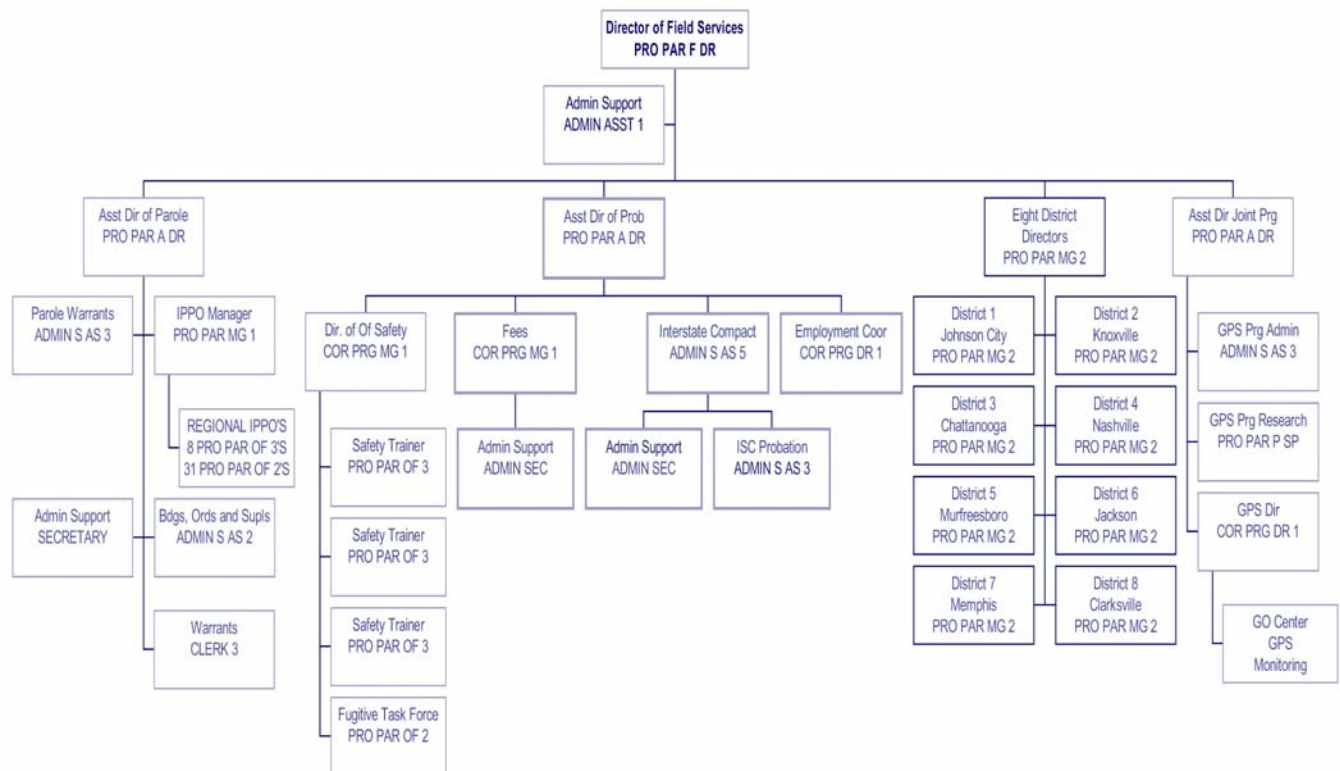 Director of Field Services
PRO PAR F DR
Admin Support
ADMIN ASST 1
Asst Dir of Parole
PRO PAR A DR
Asst Dir of Prob
PRO PAR A DR
Eight District
Directors
PRO PAR MG 2
Asst Dir Joint Prg
PRO PAR A DR
Parole Warrants
ADMIN S AS 3
IPPO Manager
PRO PAR MG 1
REGIONAL IPPO'S
8 PRO PAR OF 3'S
31 PRO PAR OF 2'S
Admin Support
SECRETARY
Bdgs, Ords and Supls
ADMIN S AS 2
Warrants
CLERK 3
Dir. of Of Safety
COR PRG MG 1
Safety Trainer
PRO PAR OF 3
Safety Trainer
PRO PAR OF 3
Safety Trainer
PRO PAR OF 3
Fugitive Task Force
PRO PAR OF 2
Fees
COR PRG MG 1
Admin Support
ADMIN SEC
Interstate Compact
ADMIN S AS 5
Admin Support
ADMIN SEC
ISC Probation
ADMIN S AS 3
Employment Coor
COR PRG DR 1
District 1
Johnson City
PRO PAR MG 2
District 2
Knoxville
PRO PAR MG 2
District 3
Chattanooga
PRO PAR MG 2
District 4
Nashville
PRO PAR MG 2
District 5
Murfreesboro
PRO PAR MG 2
District 6
Jackson
PRO PAR MG 2
District 7
Memphis
PRO PAR MG 2
District 8
Clarksville
PRO PAR MG 2
GPS Prg Admin
ADMIN S AS 3
GPS Prg Research
PRO PAR P SP
GPS Dir
COR PRG DR 1
GO Center
GPS
Monitoring